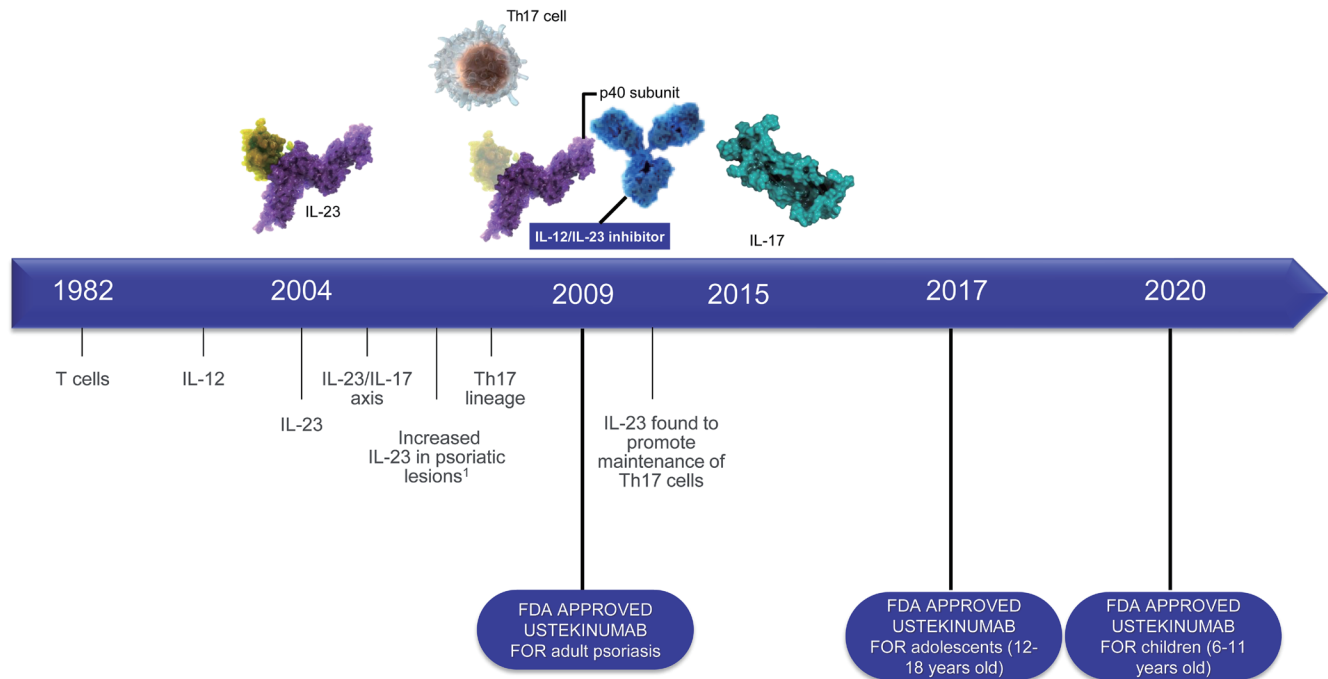 Th17 cell
p40 subunit
IL-23
IL-12/IL-23 inhibitor
IL-17
1982
2004
2009
2015
2017
2020
T cells
IL-12
IL-23
IL-23/IL-17
axis
Increased
IL-23 in psoriatic
lesions¹
Th17
lineage
IL-23 found to
promote
maintenance of
Th17 cells
FDA APPROVED
USTEKINUMAB
FOR adult psoriasis
FDA APPROVED
USTEKINUMAB
FOR adolescents (12-
18 years old)
FDA APPROVED
USTEKINUMAB
FOR children (6-11
years old)